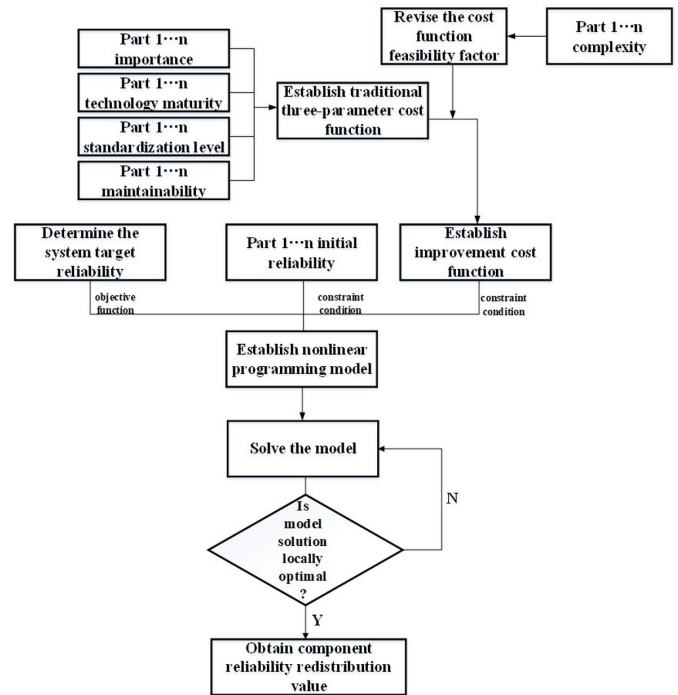 Revise the cost
function
feasibility factor
Part 1···n
complexity
Part 1···n
importance
Part 1···n
technology maturity
Part 1···n
standardization level
Part 1···n
maintainability
Establish traditional
three-parameter cost
function
Determine the
system target
reliability
Part 1···n initial
reliability
Establish
improvement cost
function
objective
function
constraint
condition
constraint
condition
Establish nonlinear
programming model
Solve the model
N
Is
model
solution
locally
optimal
?
Y
Obtain component
reliability redistribution
value